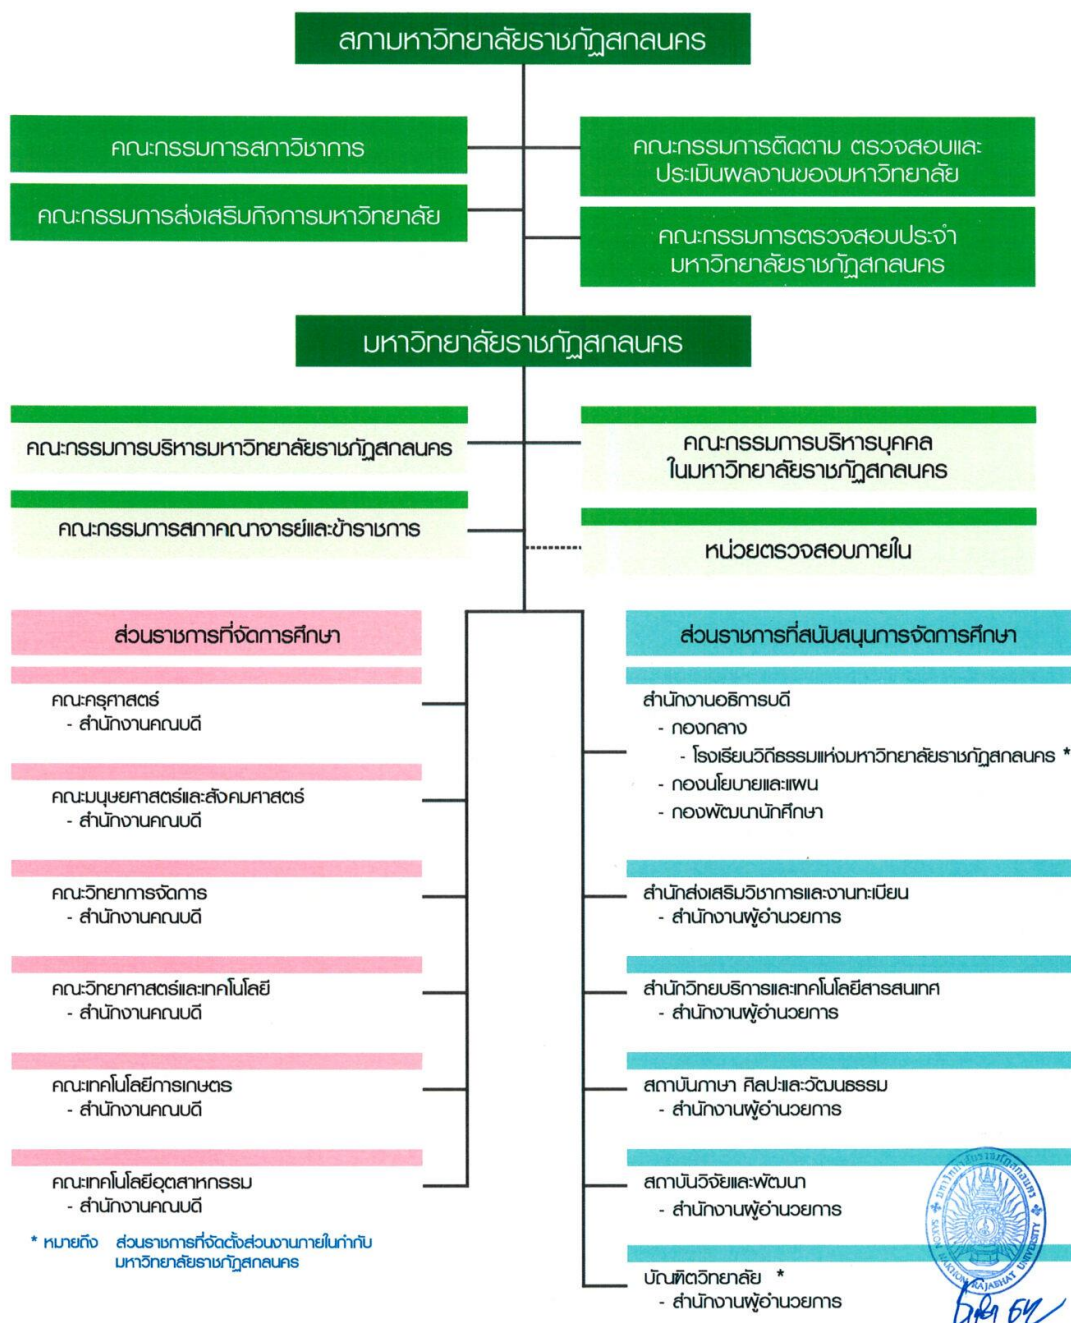 สภามหาวิทยาลัยราชภัฏสกลนคร
คณะกรรมการสภาวิชาการ
คณะกรรมการติดตาม ตรวจสอบและ
ประเมินผลงานของมหาวิทยาลัย
คณะกรรมการส่งเสริมกิจการมหาวิทยาลัย
คณะกรรมการตรวจสอบประจำ
มหาวิทยาลัยราชภัฏสกลนคร
มหาวิทยาลัยราชภัฏสกลนคร
คณะกรรมการบริหารมหาวิทยาลัยราชภัฏสกลนคร
คณะกรรมการบริหารบุคคล
ในมหาวิทยาลัยราชภัฏสกลนคร
คณะกรรมการสภาคณาจารย์และข้าราชการ
หน่วยตรวจสอบภายใน
ส่วนราชการที่จัดการศึกษา
คณะครุศาสตร์
- สำนักงานคณบดี
คณะมนุษยศาสตร์และสังคมศาสตร์
- สำนักงานคณบดี
คณะวิทยาการจัดการ
- สำนักงานคณบดี
คณะวิทยาศาสตร์และเทคโนโลยี
- สำนักงานคณบดี
คณะเทคโนโลยีการเกษตร
- สำนักงานคณบดี
คณะเทคโนโลยีอุตสาหกรรม
- สำนักงานคณบดี
* หมายถึง ส่วนราชการที่จัดตั้งส่วนงานภายในกำกับ
มหาวิทยาลัยราชภัฏสกลนคร
ส่วนราชการที่สนับสนุนการจัดการศึกษา
สำนักงานอธิการบดี
- กองกลาง
- โรงเรียนวิถีธรรมแห่งมหาวิทยาลัยราชภัฏสกลนคร *
- กองนโยบายและแผน
- กองพัฒนานักศึกษา
สำนักส่งเสริมวิชาการและงานทะเบียน
- สำนักงานผู้อำนวยการ
สำนักวิทยบริการและเทคโนโลยีสารสนเทศ
- สำนักงานผู้อำนวยการ
สถาบันภาษา ศิลปะและวัฒนธรรม
- สำนักงานผู้อำนวยการ
สถาบันวิจัยและพัฒนา
- สำนักงานผู้อำนวยการ
บัณฑิตวิทยาลัย *
- สำนักงานผู้อำนวยการ
มหาวิทยาลัยราชภัฏสกลนคร
SAKON NAKHON RAJABHAT UNIVERSITY